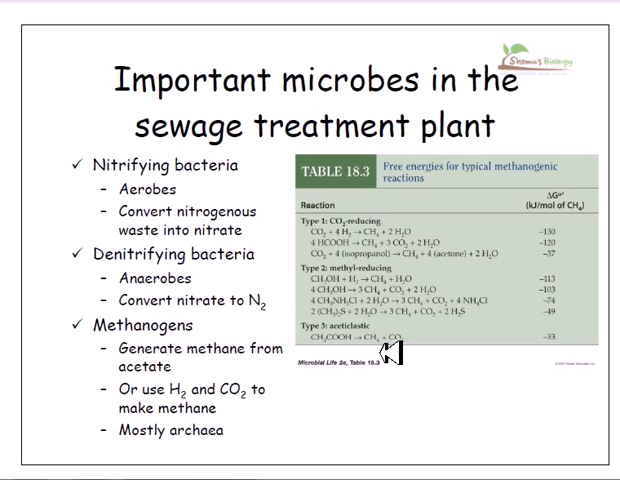 Shomu's Biology
Important microbes in the
sewage treatment plant
✓ Nitrifying bacteria
- Aerobes
- Convert nitrogenous
waste into nitrate
✓ Denitrifying bacteria
- Anaerobes
- Convert nitrate to N₂
✓ Methanogens
- Generate methane from
acetate
- Or use H₂ and CO₂ to
make methane
- Mostly archaea
TABLE 18.3 Free energies for typical methanogenic
reactions
ΔG°'
Reaction (kJ/mol of CH₄)
Type 1: CO₂-reducing
CO₂ + 4 H₂ → CH₄ + 2 H₂O −130
4 HCOOH → CH₄ + 3 CO₂ + 2 H₂O −120
CO₂ + 4 (isopropanol) → CH₄ + 4 (acetone) + 2 H₂O −37
Type 2: methyl-reducing
CH₃OH + H₂ → CH₄ + H₂O −113
4 CH₃OH → 3 CH₄ + CO₂ + 2 H₂O −103
4 CH₃NH₃Cl + 2 H₂O → 3 CH₄ + CO₂ + 4 NH₄Cl −74
2 (CH₃)₂S + 2 H₂O → 3 CH₄ + CO₂ + 2 H₂S −49
Type 3: aceticlastic
CH₃COOH → CH₄ + CO₂ −33
Microbial Life 2e, Table 18.3